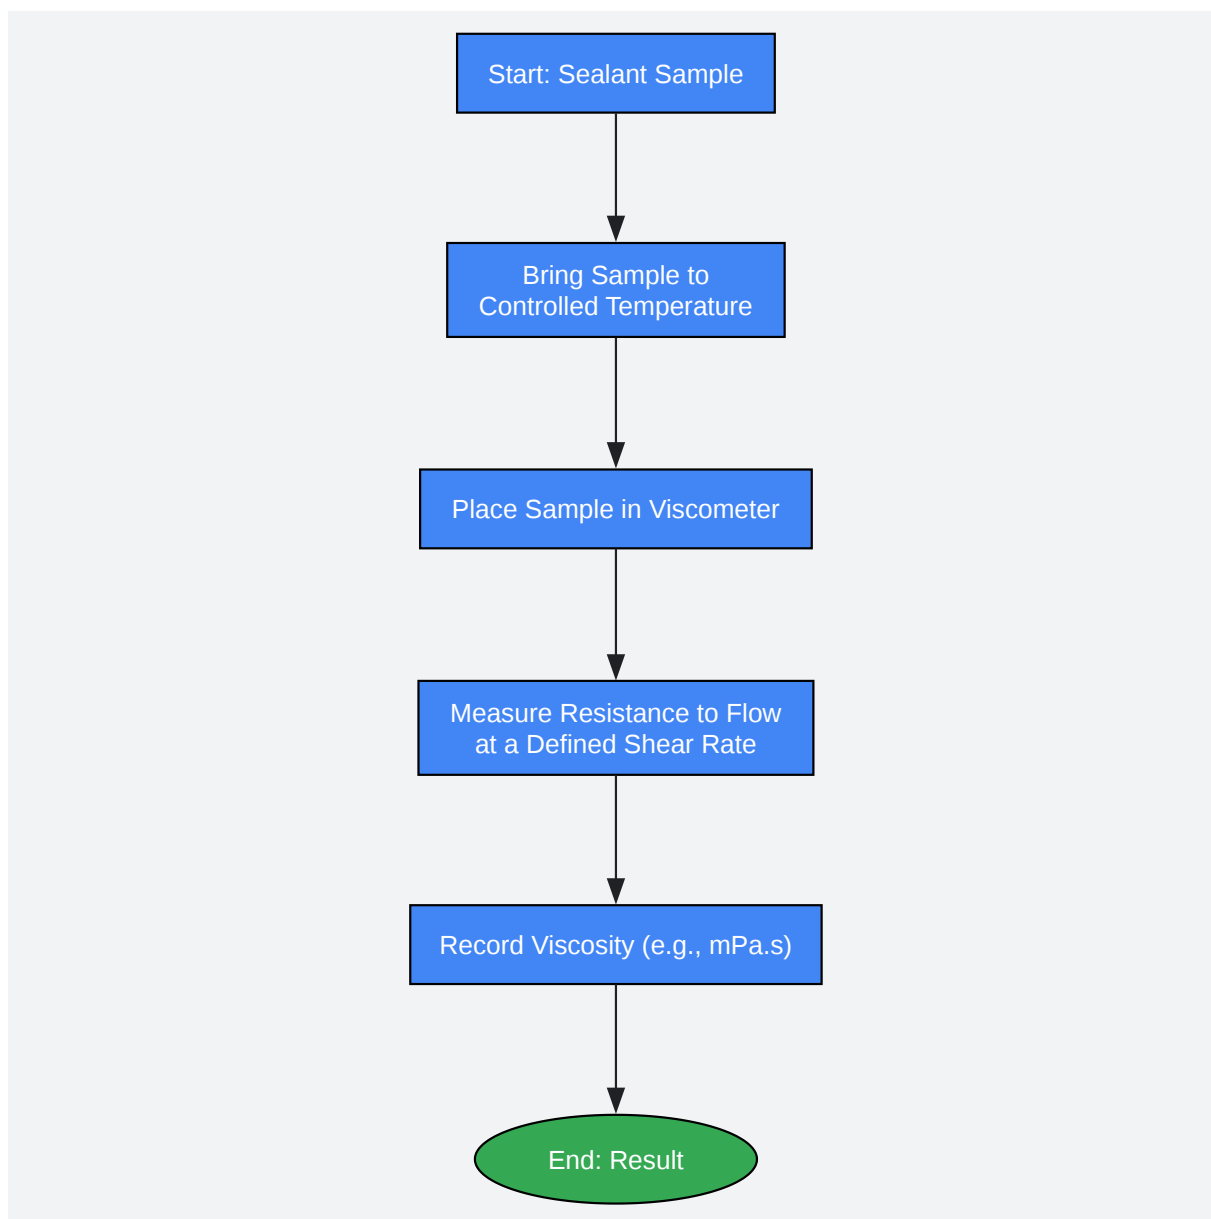 Start: Sealant Sample
Bring Sample to
Controlled Temperature
Place Sample in Viscometer
Measure Resistance to Flow
at a Defined Shear Rate
Record Viscosity (e.g., mPa.s)
End: Result